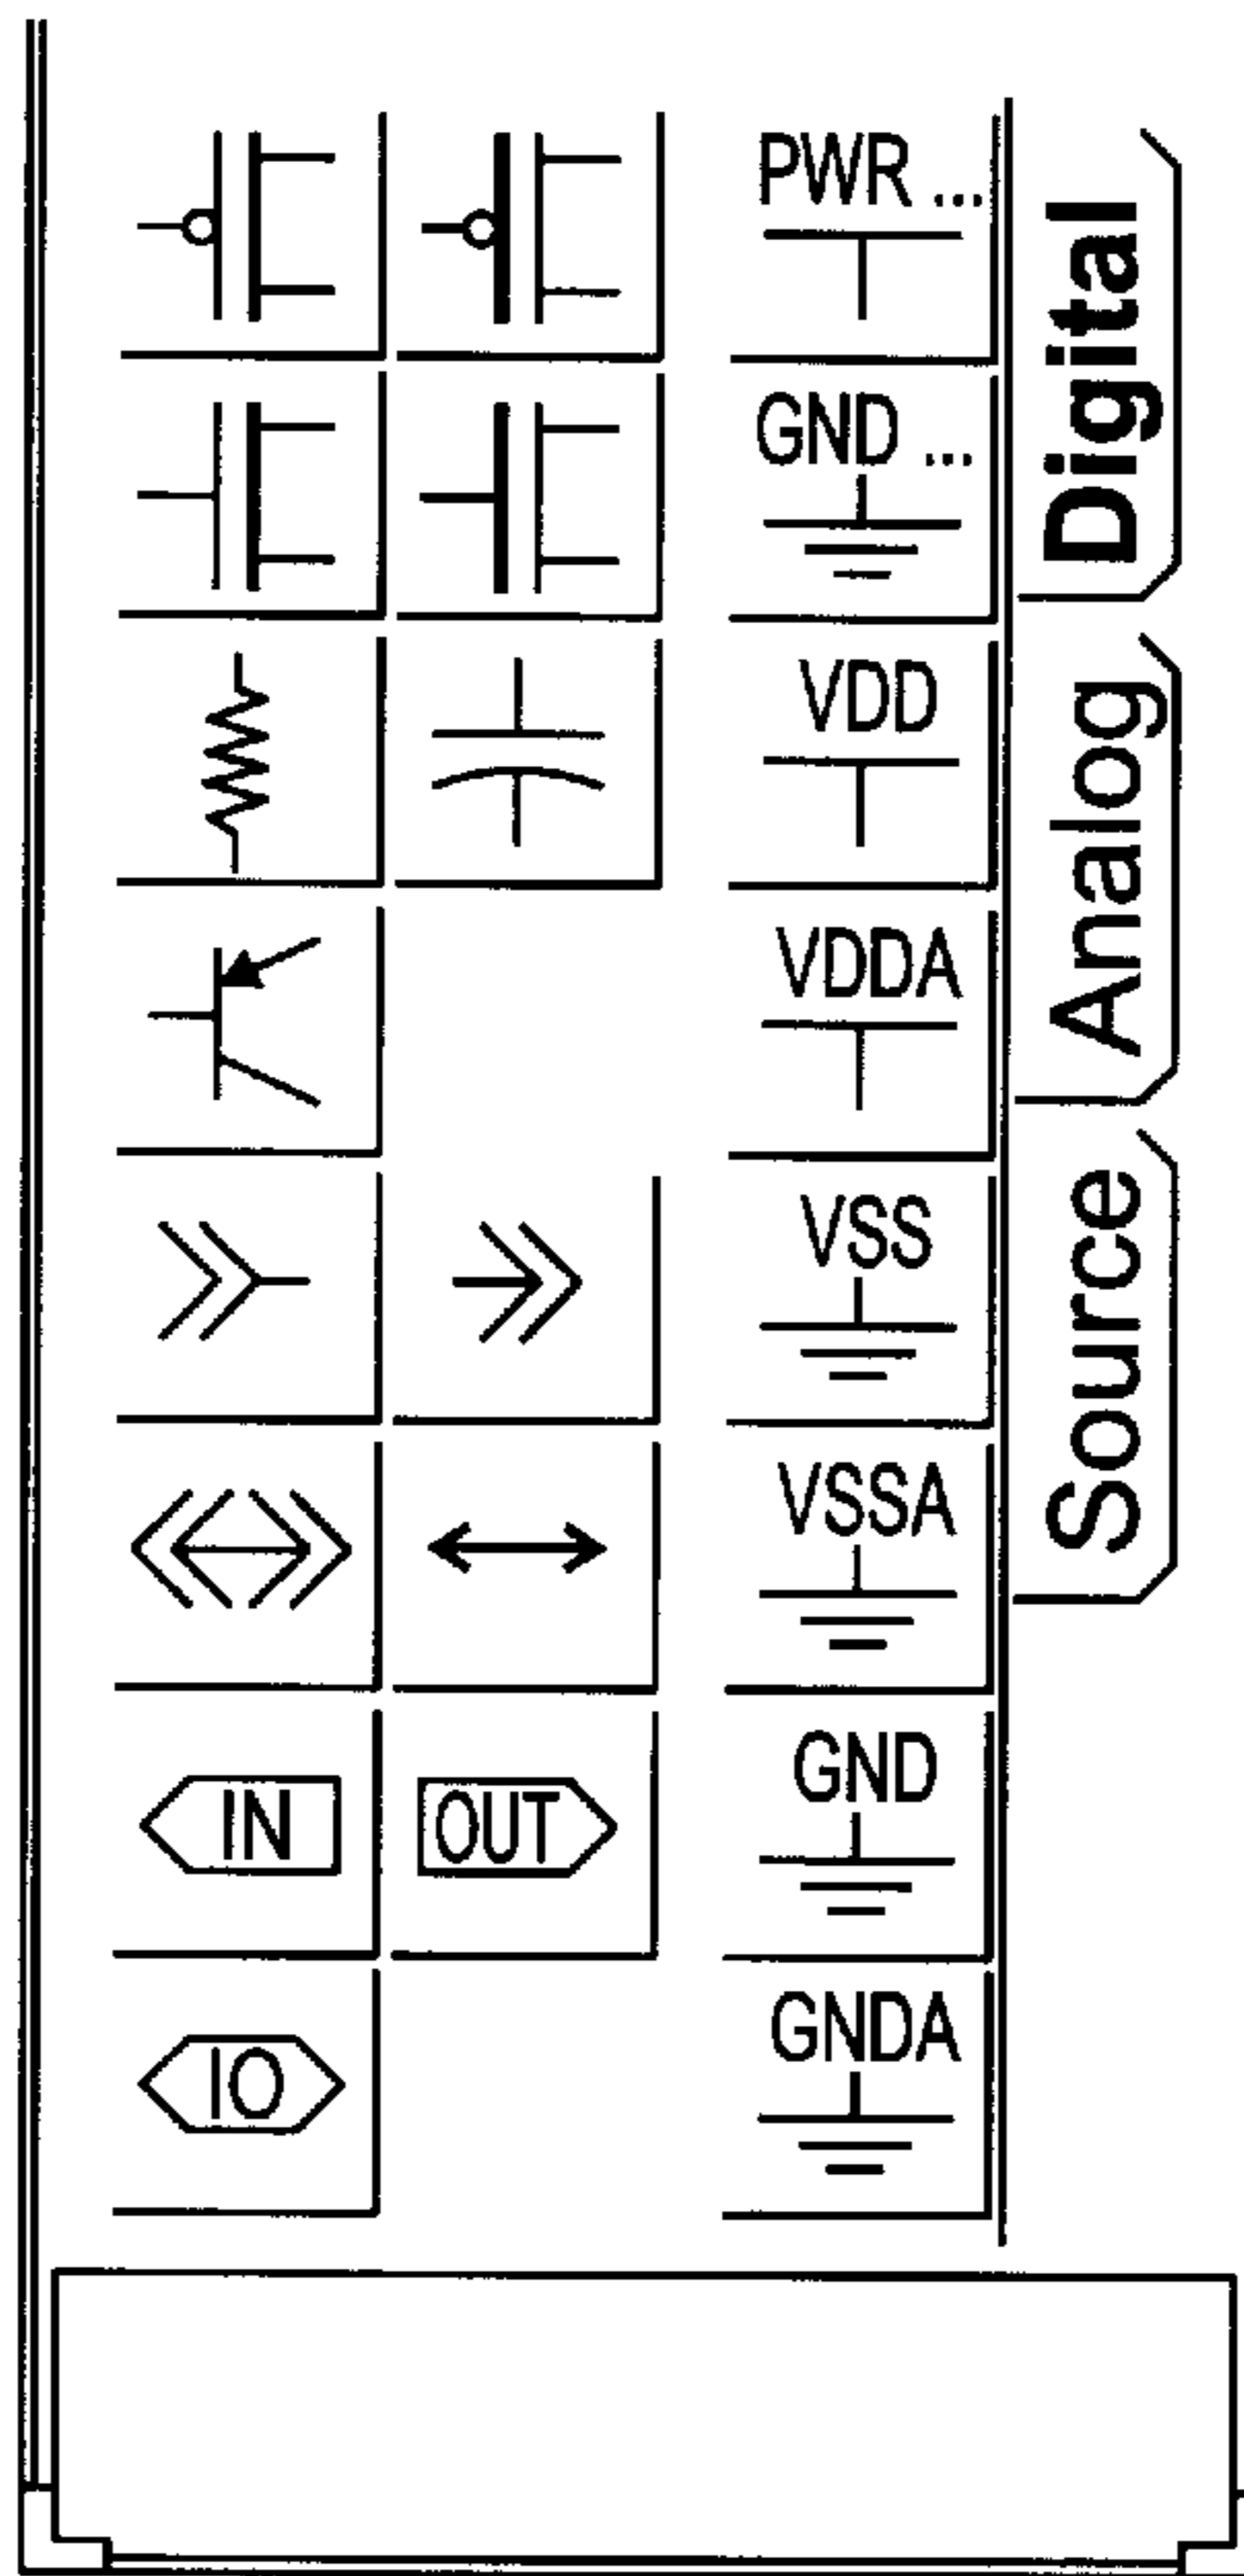 PWR ...
GND ...
VDD
VDDA
VSS
VSSA
IN
OUT
GND
IO
GNDA
Digital
Analog
Source